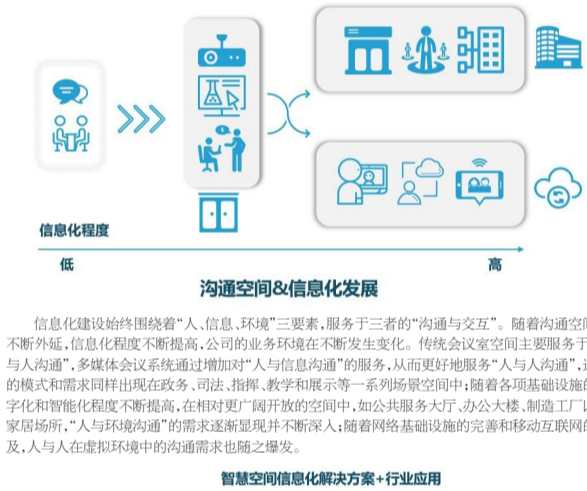 信息化程度
低
高
沟通空间&信息化发展
信息化建设始终围绕着“人、信息、环境”三要素，服务于三者的“沟通与交互”。随着沟通空间
不断外延，信息化程度不断提高，公司的业务环境在不断发生变化。传统会议室空间主要服务于
与人沟通”，多媒体会议系统通过增加对“人与信息沟通”的服务，从而更好地服务“人与人沟通”，
的模式和需求同样出现在政务、司法、指挥、教学和展示等一系列场景空间中；随着各项基础设施的
字化和智能化程度不断提高，在相对更广阔开放的空间中，如公共服务大厅、办公大楼、制造工厂
家居场所，“人与环境沟通”的需求逐渐显现并不断深入；随着网络基础设施的完善和移动互联网的
及，人与人在虚拟环境中的沟通需求也随之爆发。
智慧空间信息化解决方案+行业应用